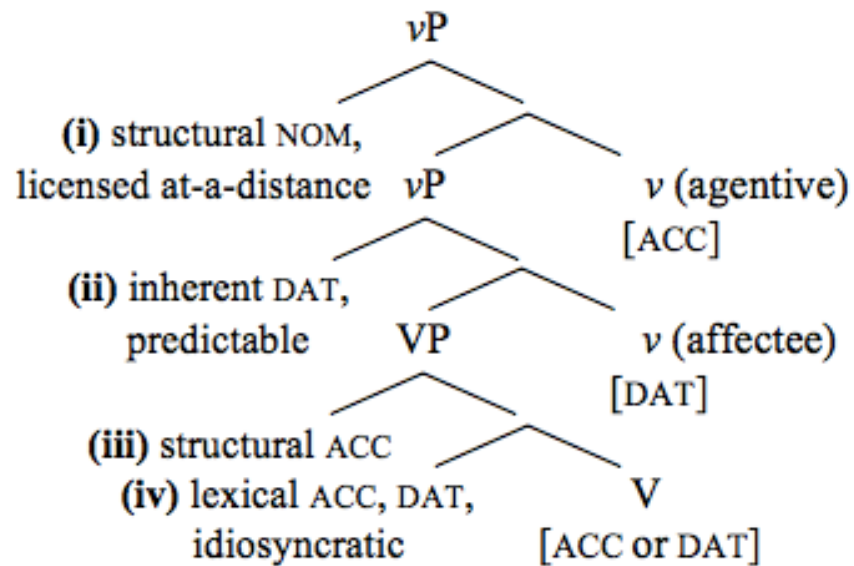 vP
(i) structural NOM,
licensed at-a-distance vP v (agentive)
[ACC]
(ii) inherent DAT,
predictable VP v (affectee)
[DAT]
(iii) structural ACC
(iv) lexical ACC, DAT, V
idiosyncratic [ACC or DAT]